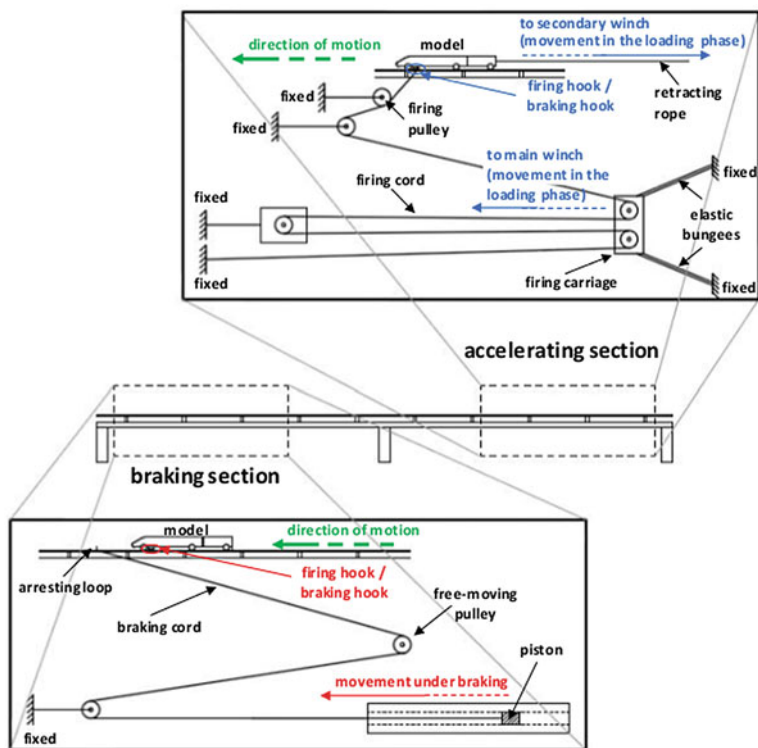 to secondary winch
(movement in the loading phase)
direction of motion
model
firing hook /
braking hook
retracting
rope
fixed
fixed
firing
pulley
to main winch
(movement in the
loading phase)
fixed
firing cord
fixed
elastic
bungees
fixed
firing carriage
fixed
accelerating section
braking section
model
direction of motion
arresting loop
firing hook /
braking hook
braking cord
free-moving
pulley
piston
movement under braking
fixed